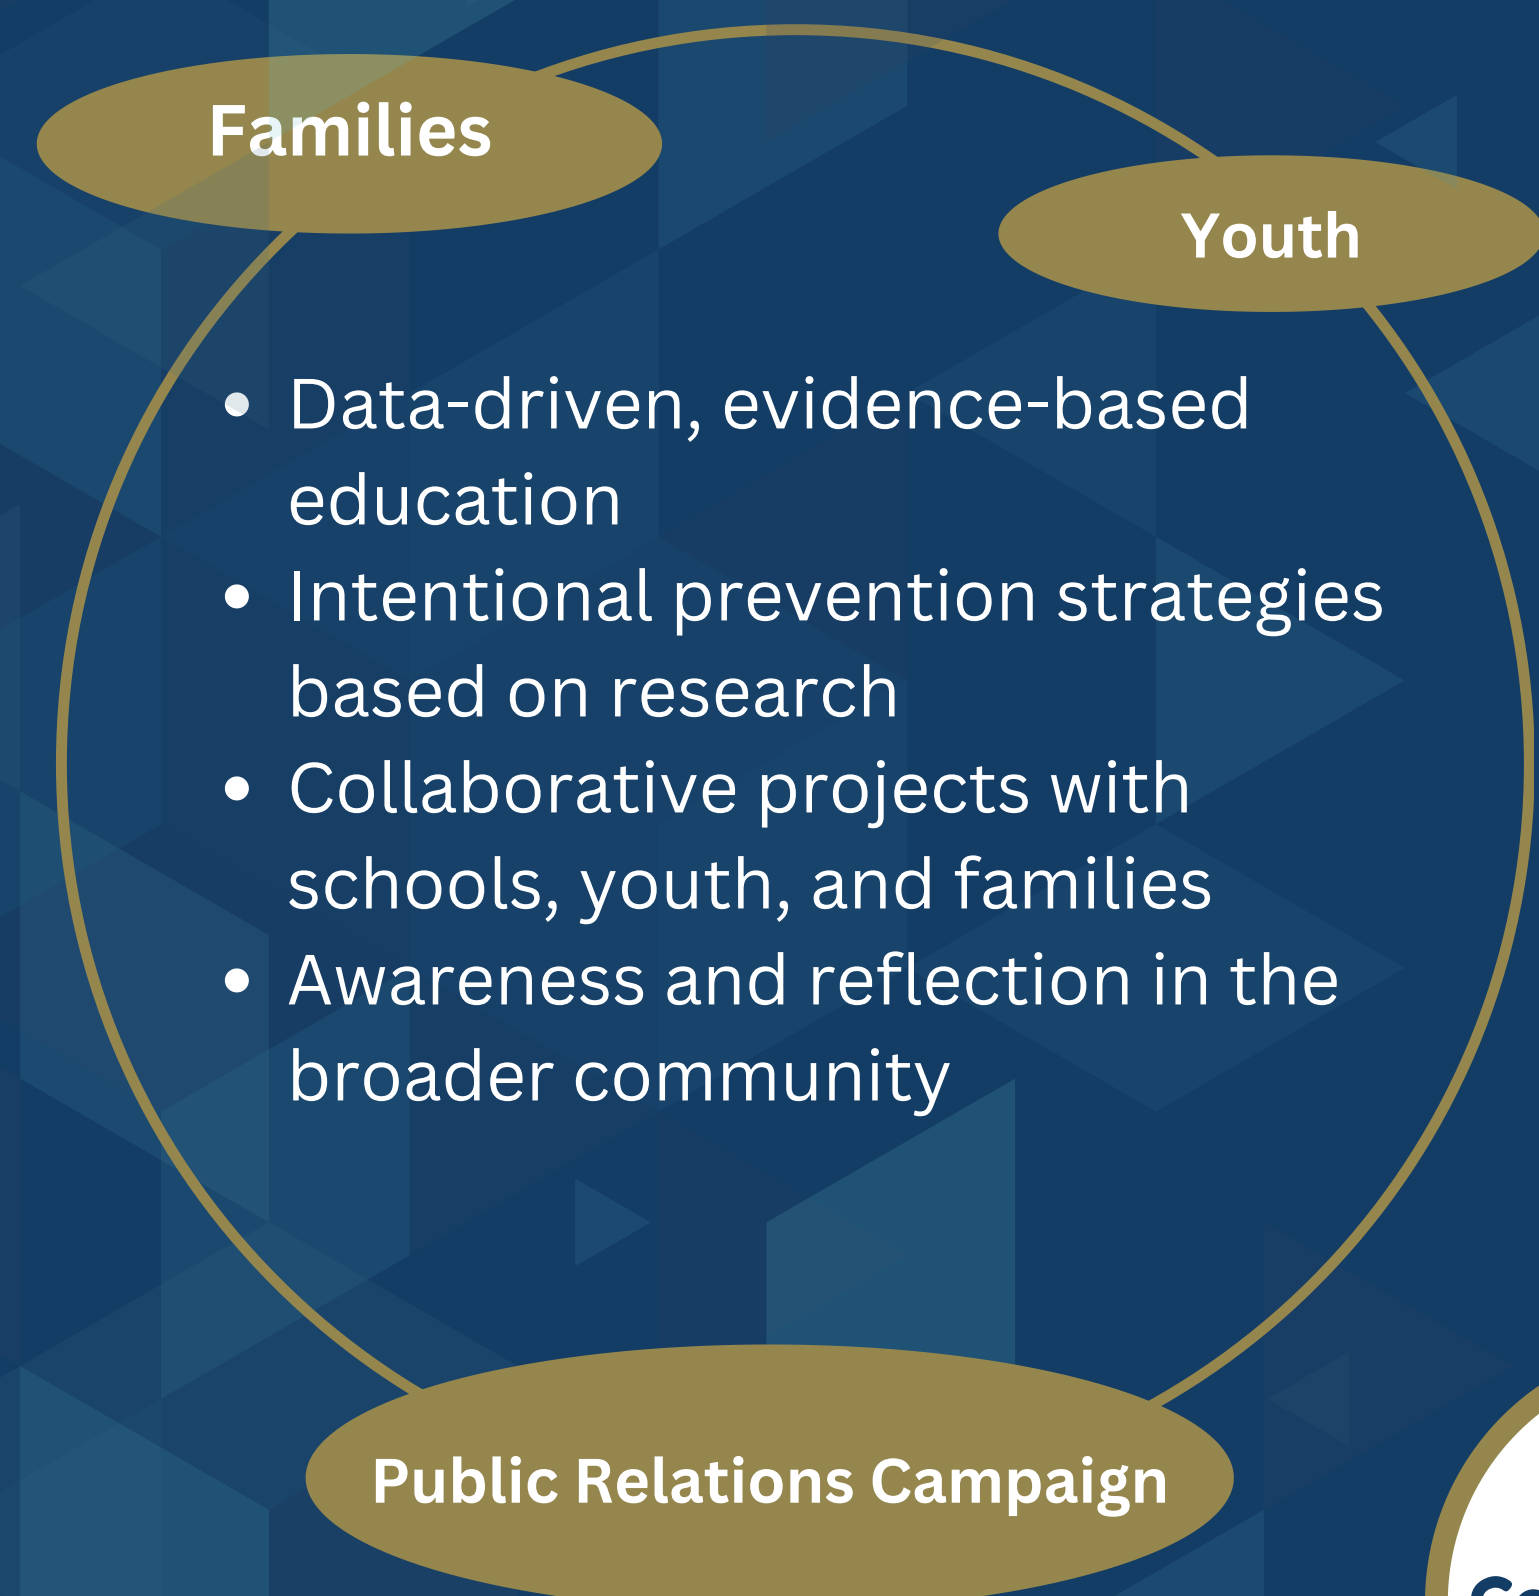 Families
Youth
• Data-driven, evidence-based
education
• Intentional prevention strategies
based on research
• Collaborative projects with
schools, youth, and families
• Awareness and reflection in the
broader community
Public Relations Campaign